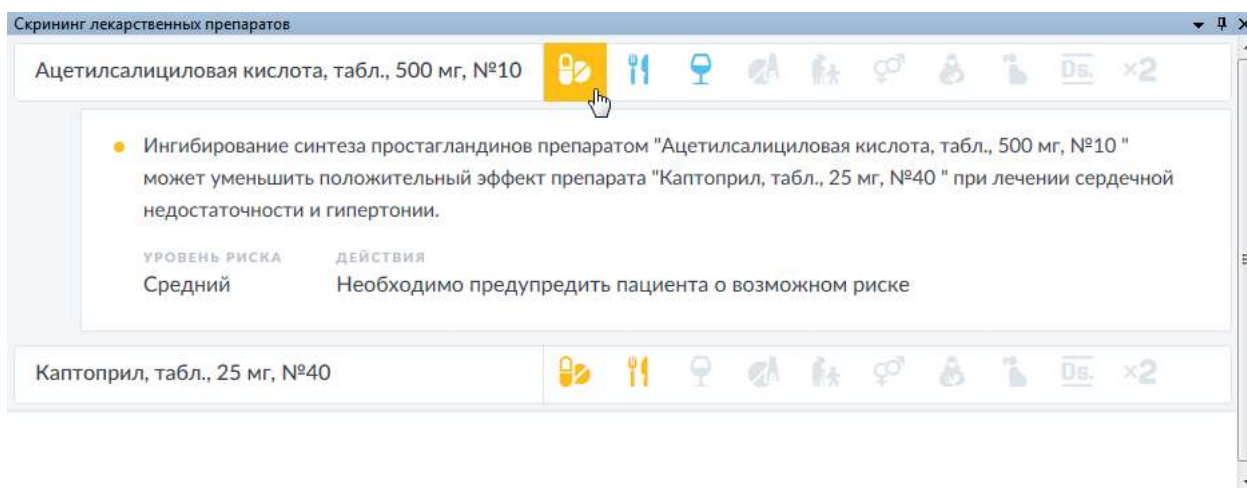 Скрининг лекарственных препаратов
Ацетилсалициловая кислота, табл., 500 мг, №10
Ds. ×2
Ингибирование синтеза простагландинов препаратом "Ацетилсалициловая кислота, табл., 500 мг, №10 "
может уменьшить положительный эффект препарата "Каптоприл, табл., 25 мг, №40 " при лечении сердечной
недостаточности и гипертонии.
УРОВЕНЬ РИСКА ДЕЙСТВИЯ
Средний Необходимо предупредить пациента о возможном риске
Каптоприл, табл., 25 мг, №40
Ds. ×2